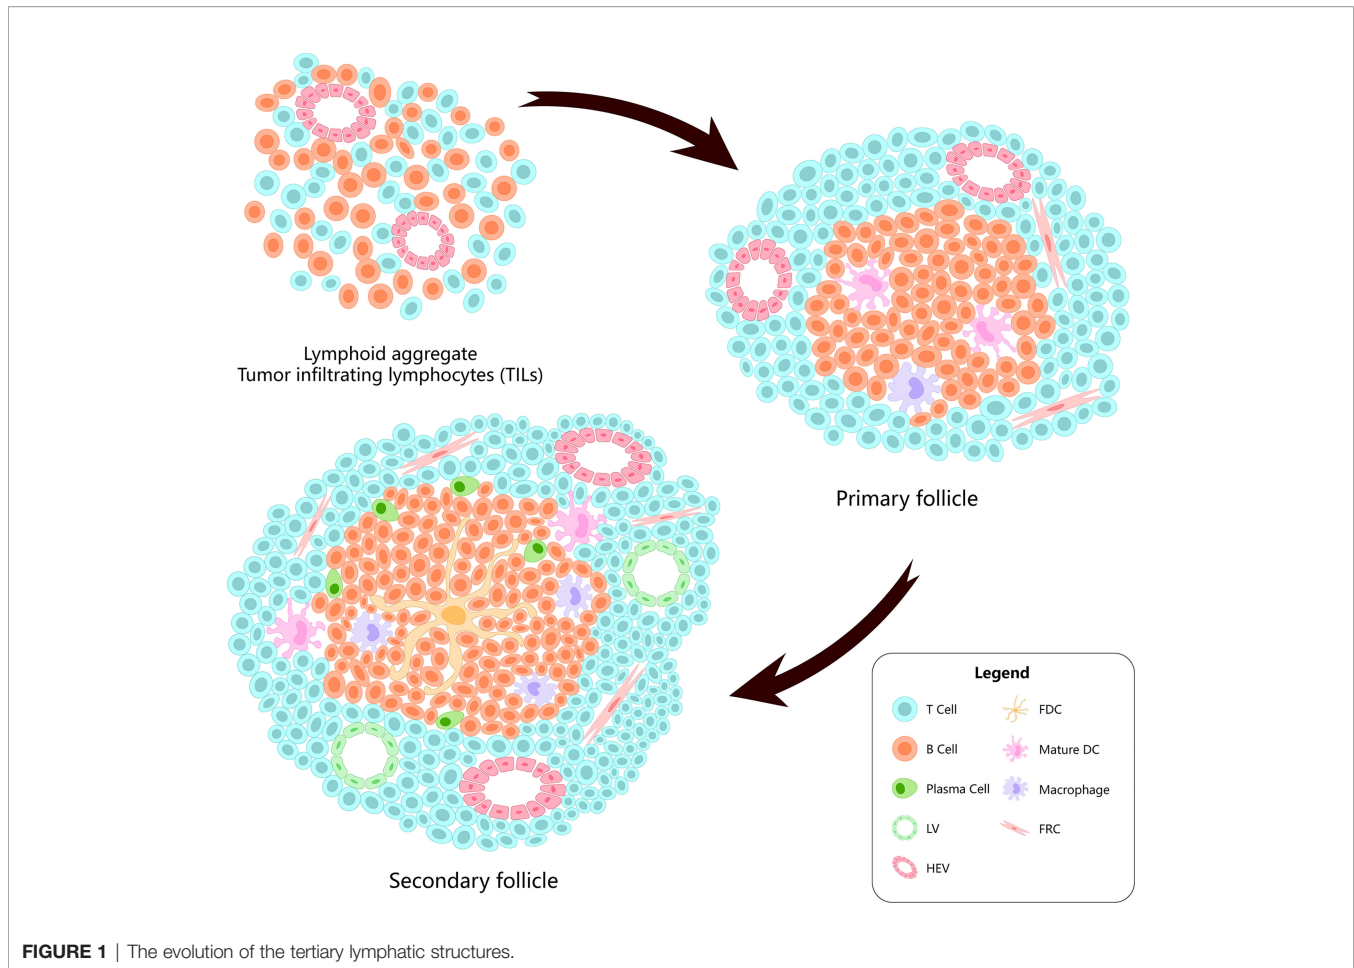 Lymphoid aggregate
Tumor infiltrating lymphocytes (TILs)
Primary follicle
Secondary follicle
Legend
T Cell
FDC
B Cell
Mature DC
Plasma Cell
Macrophage
LV
FRC
HEV
FIGURE 1 | The evolution of the tertiary lymphatic structures.